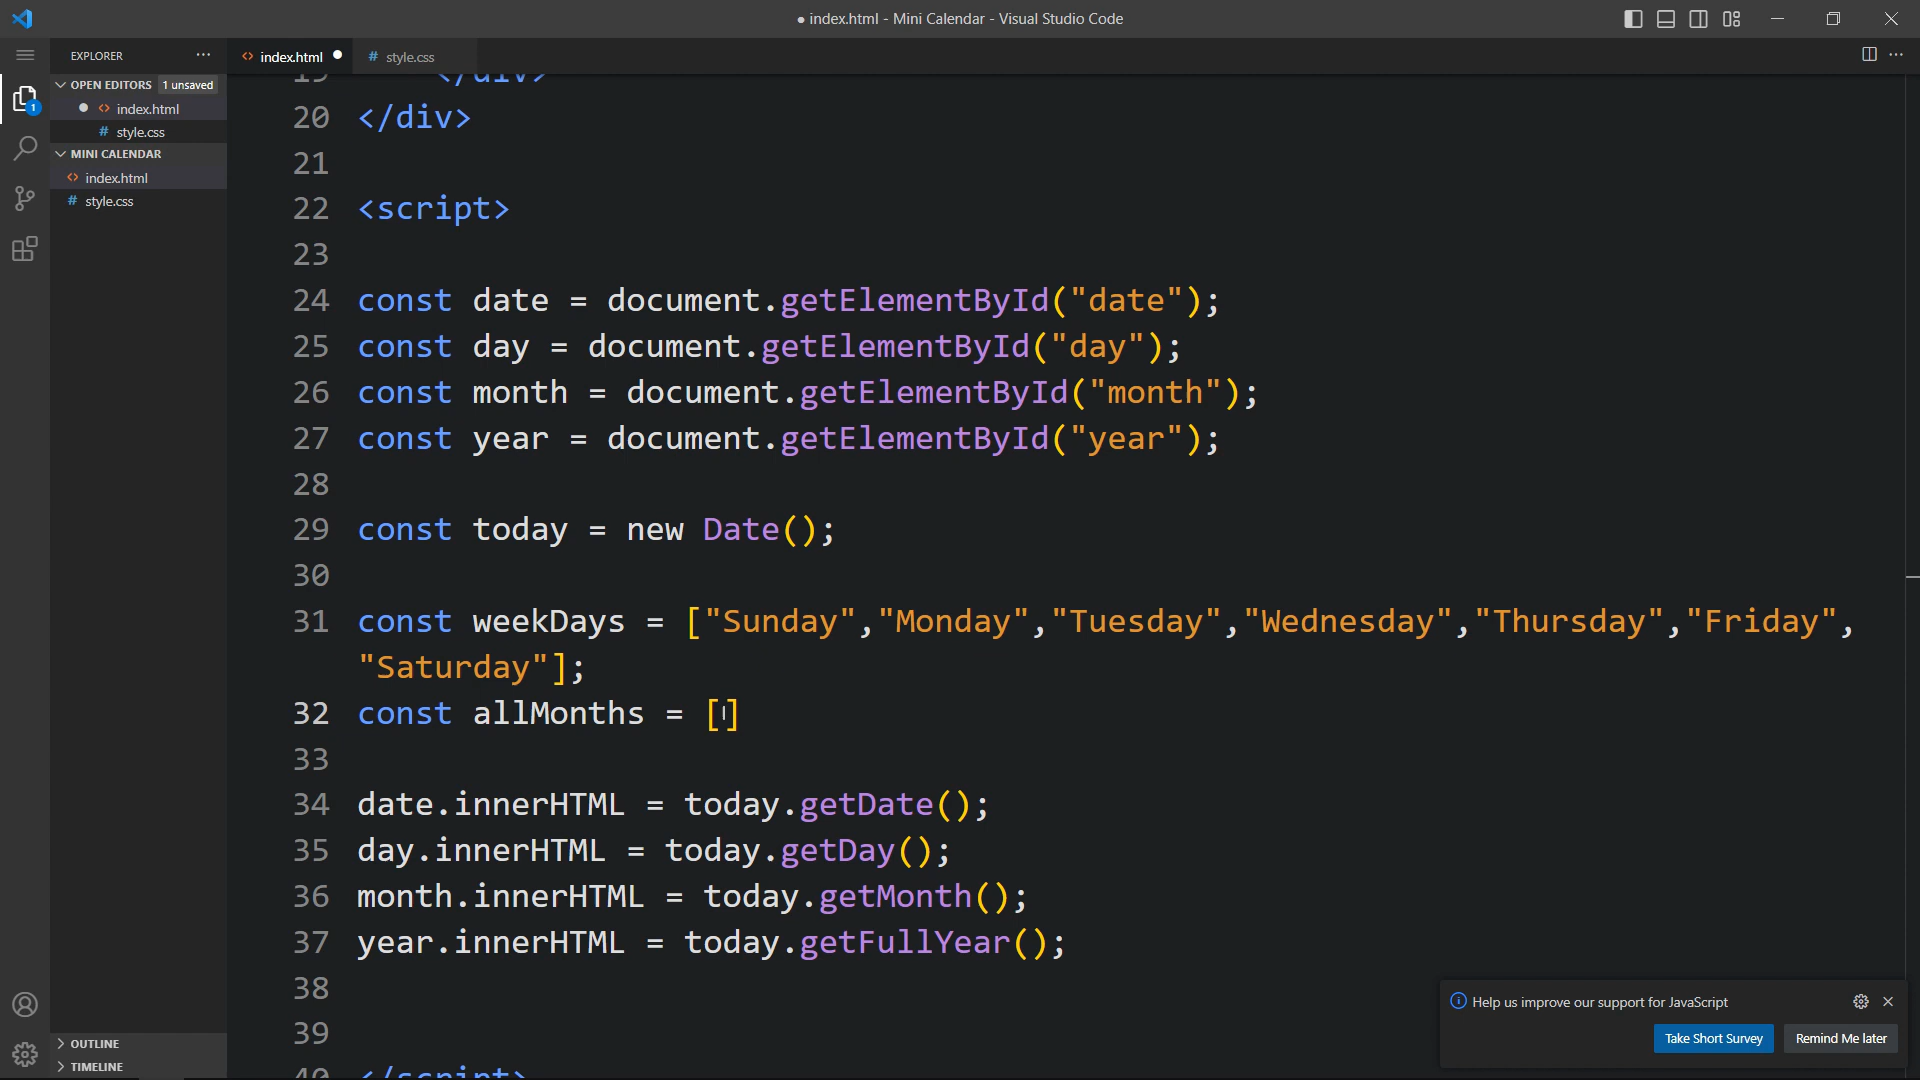 ● index.html - Mini Calendar - Visual Studio Code
EXPLORER
index.html
style.css
OPEN EDITORS 1 unsaved
index.html
style.css
MINI CALENDAR
index.html
style.css
1
19 </div>
20 </div>
21
22 <script>
23
24 const date = document.getElementById("date");
25 const day = document.getElementById("day");
26 const month = document.getElementById("month");
27 const year = document.getElementById("year");
28
29 const today = new Date();
30
31 const weekDays = ["Sunday","Monday","Tuesday","Wednesday","Thursday","Friday",
"Saturday"];
32 const allMonths = []
33
34 date.innerHTML = today.getDate();
35 day.innerHTML = today.getDay();
36 month.innerHTML = today.getMonth();
37 year.innerHTML = today.getFullYear();
38
39
40 </script>
OUTLINE
TIMELINE
Help us improve our support for JavaScript
Take Short Survey Remind Me later